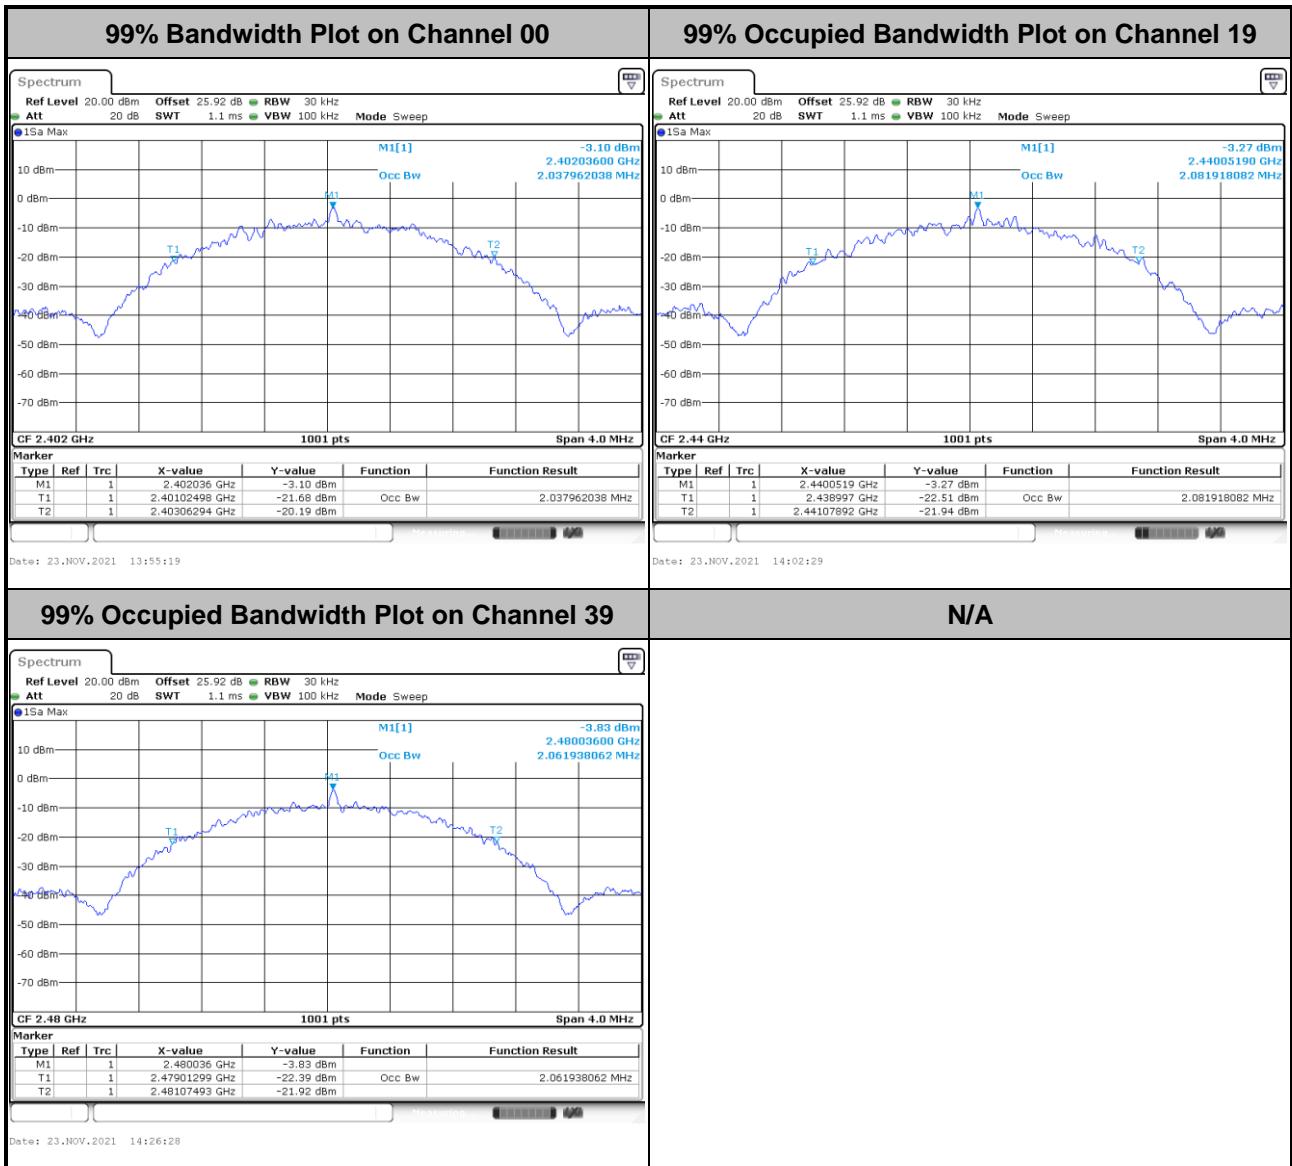 99% Bandwidth Plot on Channel 00
Spectrum
Ref Level 20.00 dBm Offset 25.92 dB RBW 30 kHz
Att 20 dB SWT 1.1 ms VBW 100 kHz Mode Sweep
1Sa Max
M1[1] -3.10 dBm
2.40203600 GHz
Occ Bw 2.037962038 MHz
10 dBm
0 dBm
-10 dBm
-20 dBm
-30 dBm
-40 dBm
-50 dBm
-60 dBm
-70 dBm
M1
T1
T2
CF 2.402 GHz 1001 pts Span 4.0 MHz
Marker
Type Ref Trc X-value Y-value Function Function Result
M1 1 2.402036 GHz -3.10 dBm
T1 1 2.40102498 GHz -21.68 dBm Occ Bw 2.037962038 MHz
T2 1 2.40306294 GHz -20.19 dBm
Measuring...
Date: 23.NOV.2021 13:55:19
99% Occupied Bandwidth Plot on Channel 19
Spectrum
Ref Level 20.00 dBm Offset 25.92 dB RBW 30 kHz
Att 20 dB SWT 1.1 ms VBW 100 kHz Mode Sweep
1Sa Max
M1[1] -3.27 dBm
2.44005190 GHz
Occ Bw 2.081918082 MHz
10 dBm
0 dBm
-10 dBm
-20 dBm
-30 dBm
-40 dBm
-50 dBm
-60 dBm
-70 dBm
M1
T1
T2
CF 2.44 GHz 1001 pts Span 4.0 MHz
Marker
Type Ref Trc X-value Y-value Function Function Result
M1 1 2.4400519 GHz -3.27 dBm
T1 1 2.438997 GHz -22.51 dBm Occ Bw 2.081918082 MHz
T2 1 2.44107892 GHz -21.94 dBm
Measuring...
Date: 23.NOV.2021 14:02:29
99% Occupied Bandwidth Plot on Channel 39
Spectrum
Ref Level 20.00 dBm Offset 25.92 dB RBW 30 kHz
Att 20 dB SWT 1.1 ms VBW 100 kHz Mode Sweep
1Sa Max
M1[1] -3.83 dBm
2.48003600 GHz
Occ Bw 2.061938062 MHz
10 dBm
0 dBm
-10 dBm
-20 dBm
-30 dBm
-40 dBm
-50 dBm
-60 dBm
-70 dBm
M1
T1
T2
CF 2.48 GHz 1001 pts Span 4.0 MHz
Marker
Type Ref Trc X-value Y-value Function Function Result
M1 1 2.480036 GHz -3.83 dBm
T1 1 2.47901299 GHz -22.39 dBm Occ Bw 2.061938062 MHz
T2 1 2.48107493 GHz -21.92 dBm
Measuring...
Date: 23.NOV.2021 14:26:28
N/A